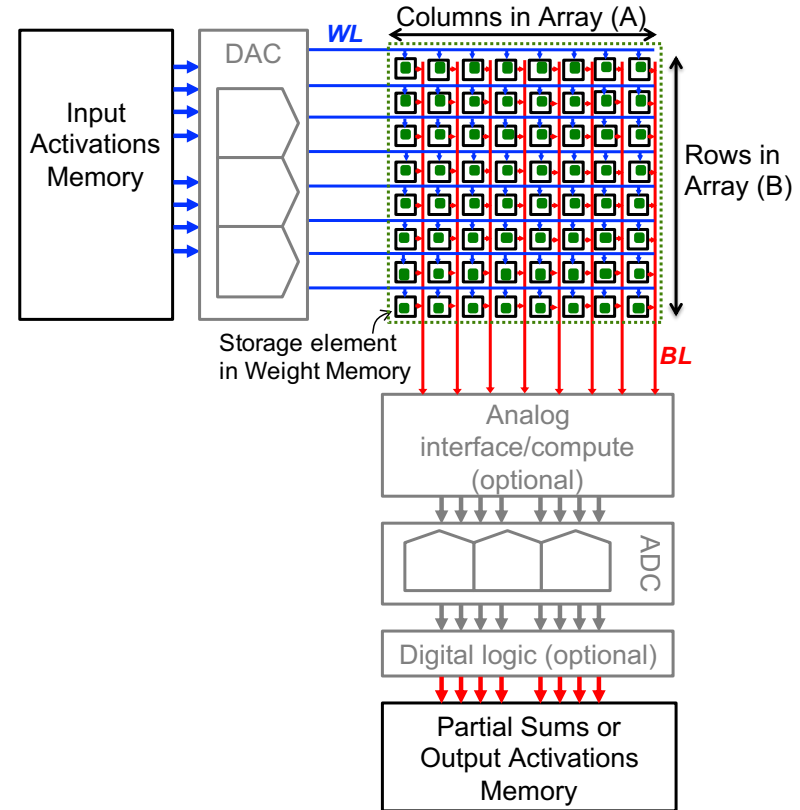 Columns in Array (A)
WL
DAC
Input
Activations
Memory
Rows in
Array (B)
Storage element
in Weight Memory
BL
Analog
interface/compute
(optional)
ADC
Digital logic (optional)
Partial Sums or
Output Activations
Memory